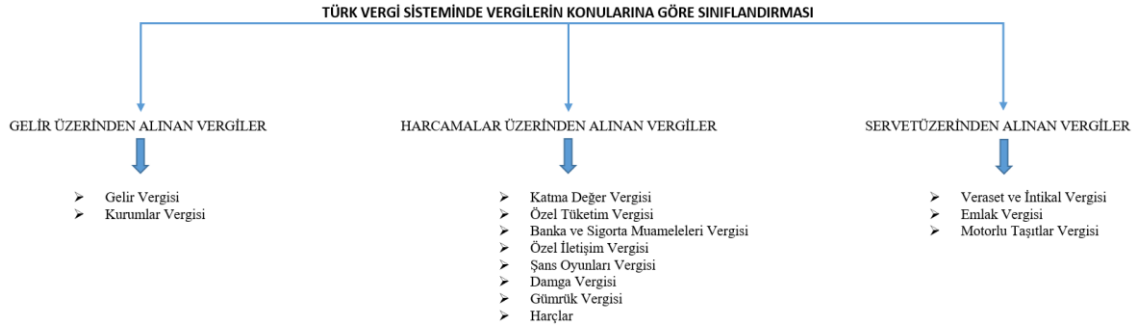 TÜRK VERGİ SİSTEMİNDE VERGİLERİN KONULARINA GÖRE SINIFLANDIRMASI
GELİR ÜZERİNDEN ALINAN VERGİLER
Gelir Vergisi
Kurumlar Vergisi
HARCAMALAR ÜZERİNDEN ALINAN VERGİLER
Katma Değer Vergisi
Özel Tüketim Vergisi
Banka ve Sigorta Muameleleri Vergisi
Özel İletişim Vergisi
Şans Oyunları Vergisi
Damga Vergisi
Gümrük Vergisi
Harçlar
SERVETÜZERİNDEN ALINAN VERGİLER
Veraset ve İntikal Vergisi
Emlak Vergisi
Motorlu Taşıtlar Vergisi